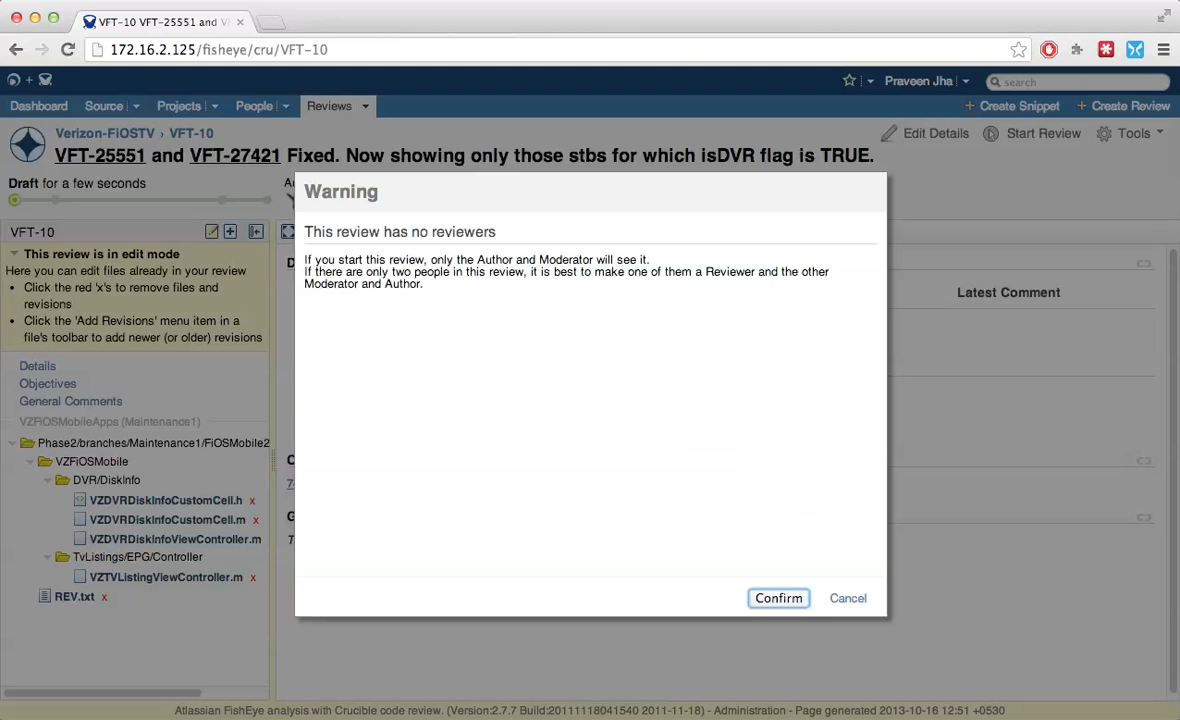 VFT-10 VFT-25551 and
172.16.2.125/fisheye/cru/VFT-10
Praveen Jha
search
Dashboard Source Projects People Reviews + Create Snippet + Create Review
Verizon-FiOSTV › VFT-10
Edit Details Start Review Tools
VFT-25551 and VFT-27421 Fixed. Now showing only those stbs for which isDVR flag is TRUE.
Draft for a few seconds
Warning
VFT-10
This review has no reviewers
This review is in edit mode
Here you can edit files already in your review
• Click the red 'x's to remove files and
revisions
• Click the 'Add Revisions' menu item in a
file's toolbar to add newer (or older) revisions
If you start this review, only the Author and Moderator will see it.
If there are only two people in this review, it is best to make one of them a Reviewer and the other
Moderator and Author.
Latest Comment
Details
Objectives
General Comments
VZFiOSMobileApps (Maintenance1)
Phase2/branches/Maintenance1/FiOSMobile2
VZFiOSMobile
DVR/DiskInfo
VZDVRDiskInfoCustomCell.h x
VZDVRDiskInfoCustomCell.m x
VZDVRDiskInfoViewController.m
TvListings/EPG/Controller
VZTVListingViewController.m x
REV.txt x
Confirm Cancel
Atlassian FishEye analysis with Crucible code review. (Version:2.7.7 Build:20111118041540 2011-11-18) - Administration - Page generated 2013-10-16 12:51 +0530